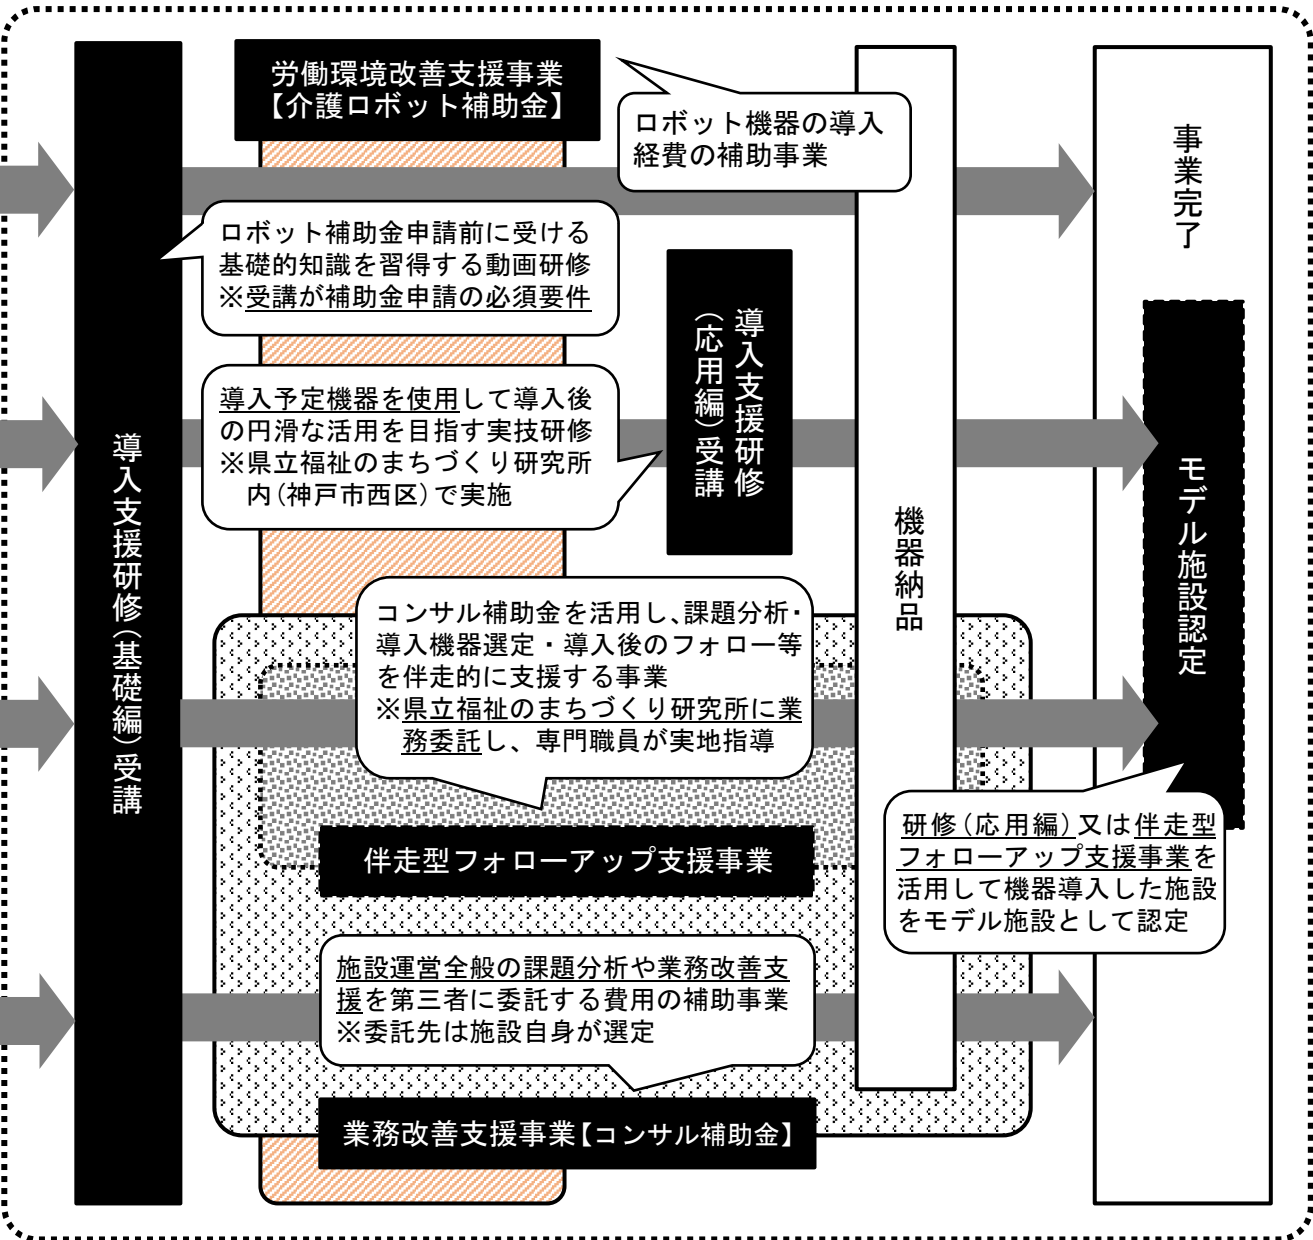 労働環境改善支援事業
【介護ロボット補助金】
ロボット機器の導入
経費の補助事業
事業完了
ロボット補助金申請前に受ける
基礎的知識を習得する動画研修
※受講が補助金申請の必須要件
導入支援研修
（応用編）受講
導入予定機器を使用して導入後
の円滑な活用を目指す実技研修
※県立福祉のまちづくり研究所
内（神戸市西区）で実施
導入支援研修（基礎編）受講
機器納品
モデル施設認定
コンサル補助金を活用し、課題分析・
導入機器選定・導入後のフォロー等
を伴走的に支援する事業
※県立福祉のまちづくり研究所に業
務委託し、専門職員が実地指導
伴走型フォローアップ支援事業
研修（応用編）又は伴走型
フォローアップ支援事業を
活用して機器導入した施設
をモデル施設として認定
施設運営全般の課題分析や業務改善支
援を第三者に委託する費用の補助事業
※委託先は施設自身が選定
業務改善支援事業【コンサル補助金】